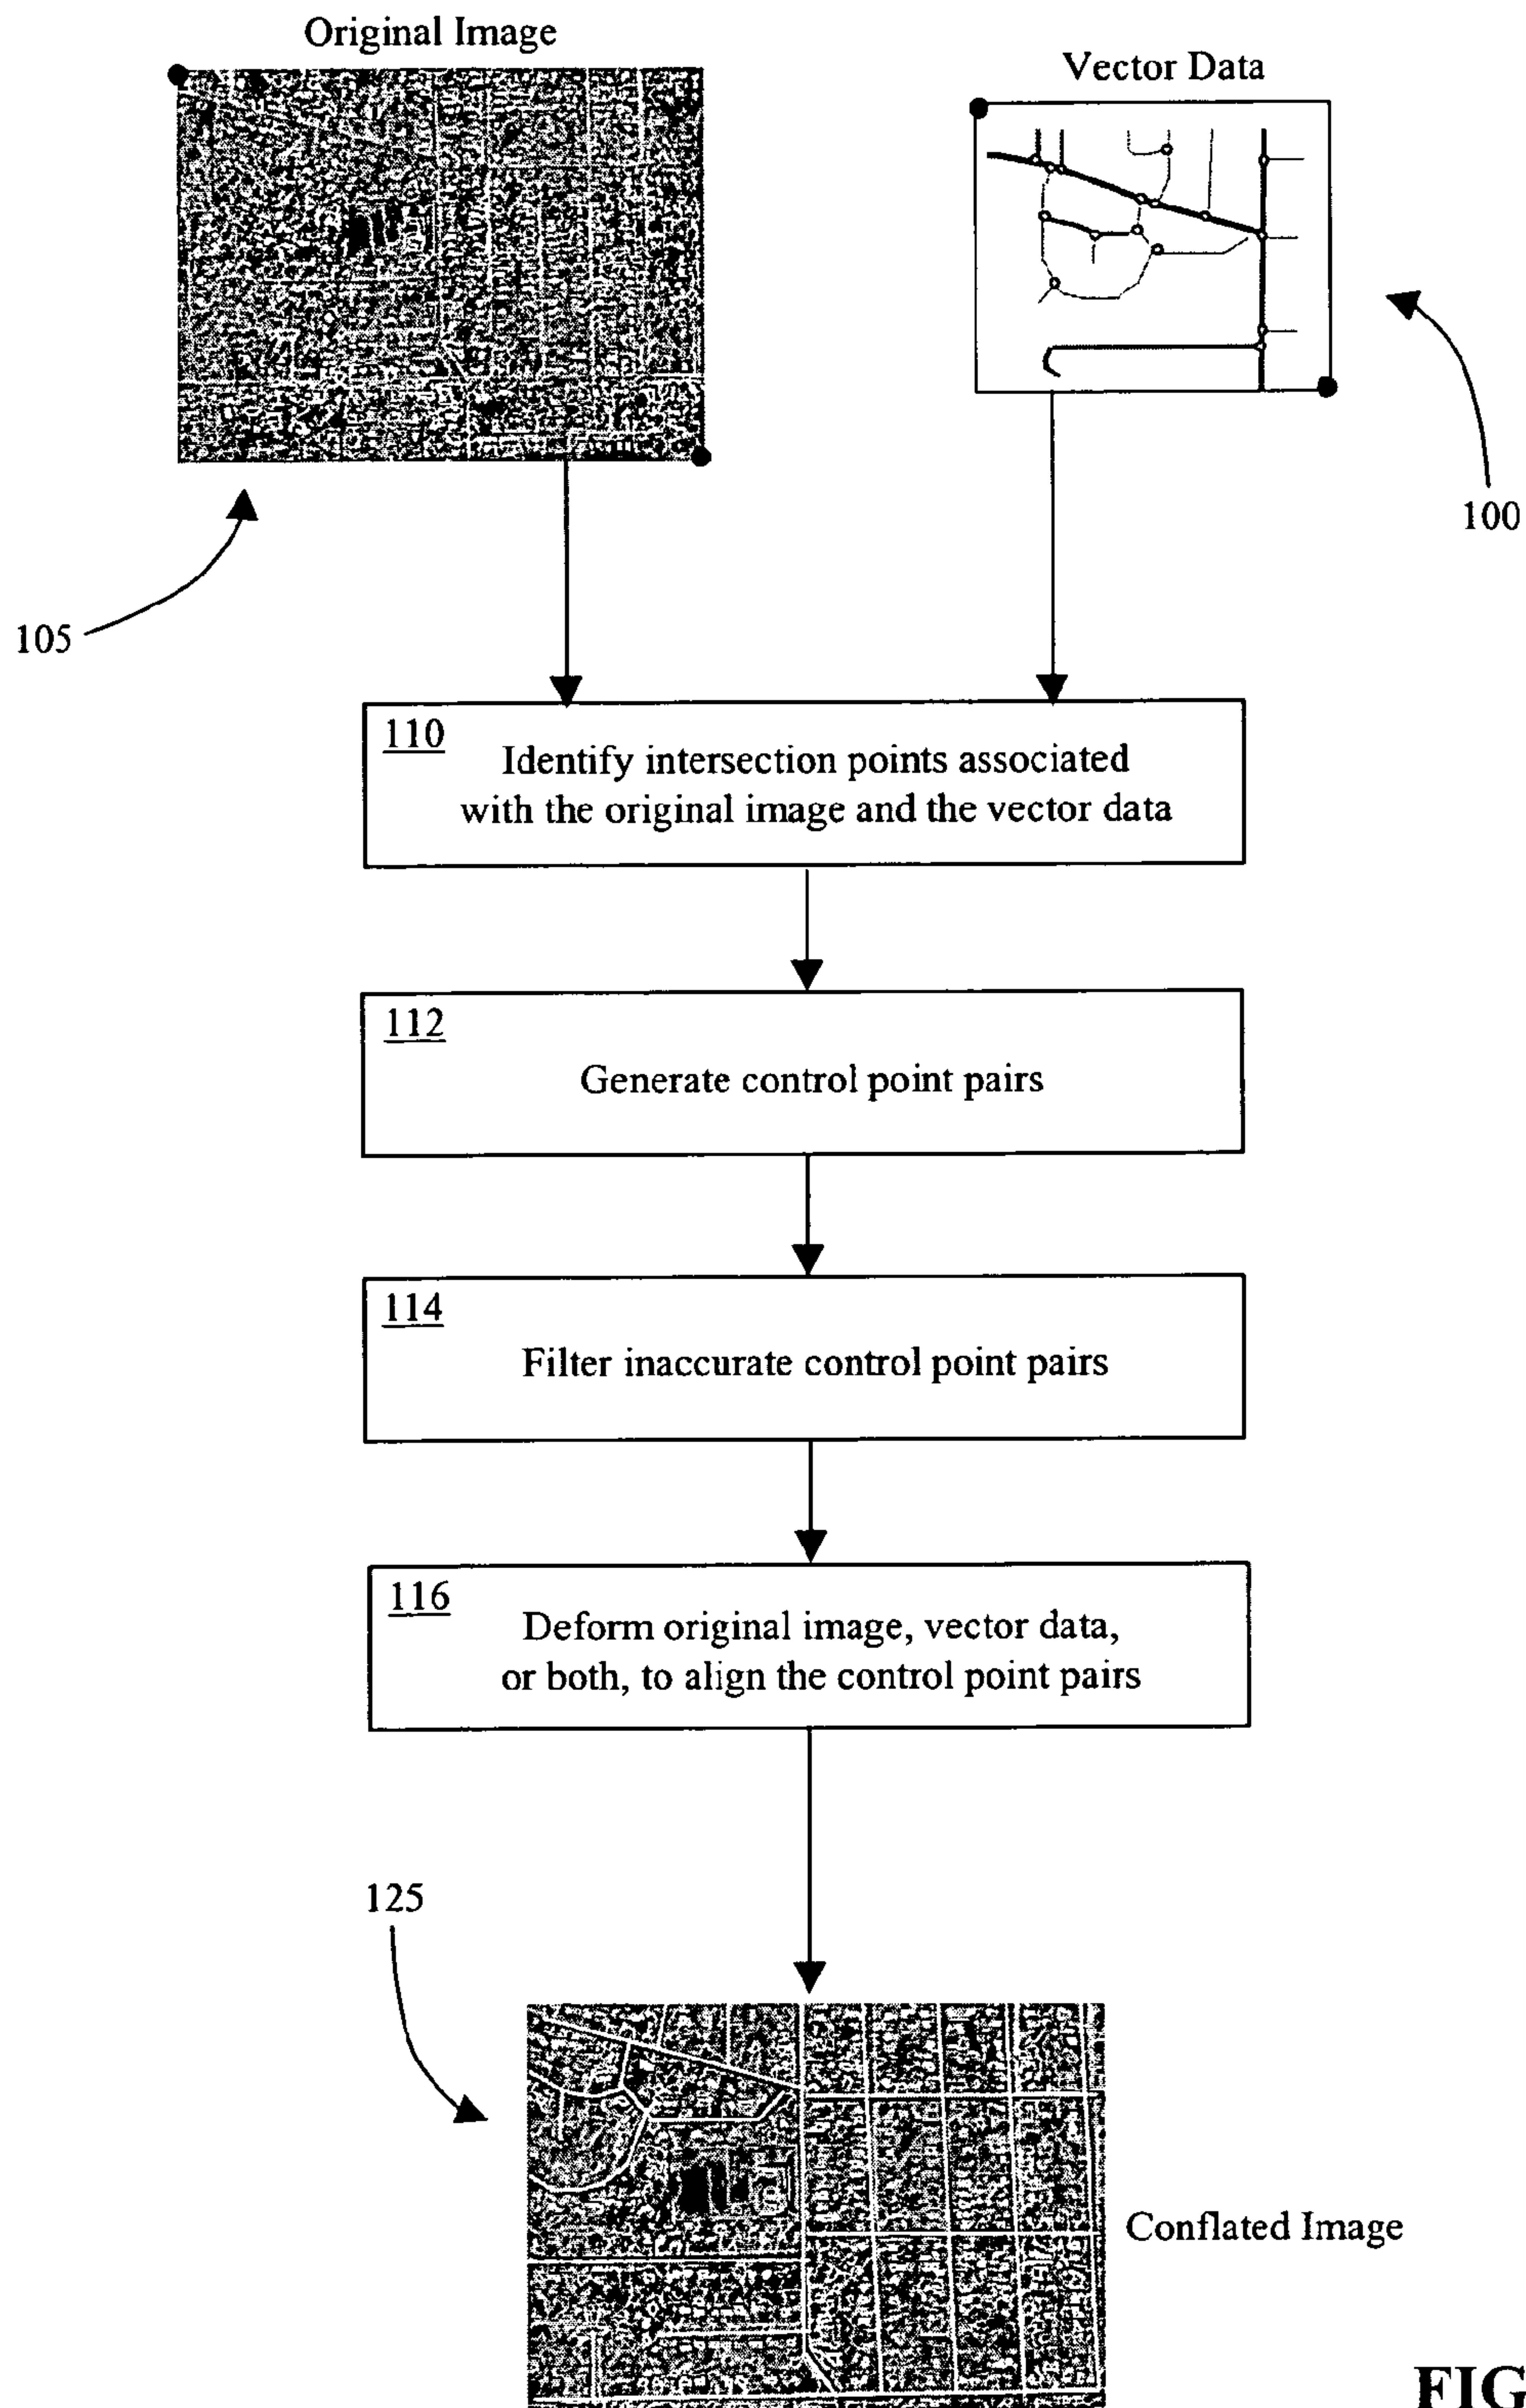 Original Image
Vector Data
100
105
110
Identify intersection points associated
with the original image and the vector data
112
Generate control point pairs
114
Filter inaccurate control point pairs
116
Deform original image, vector data,
or both, to align the control point pairs
125
Conflated Image
FIG